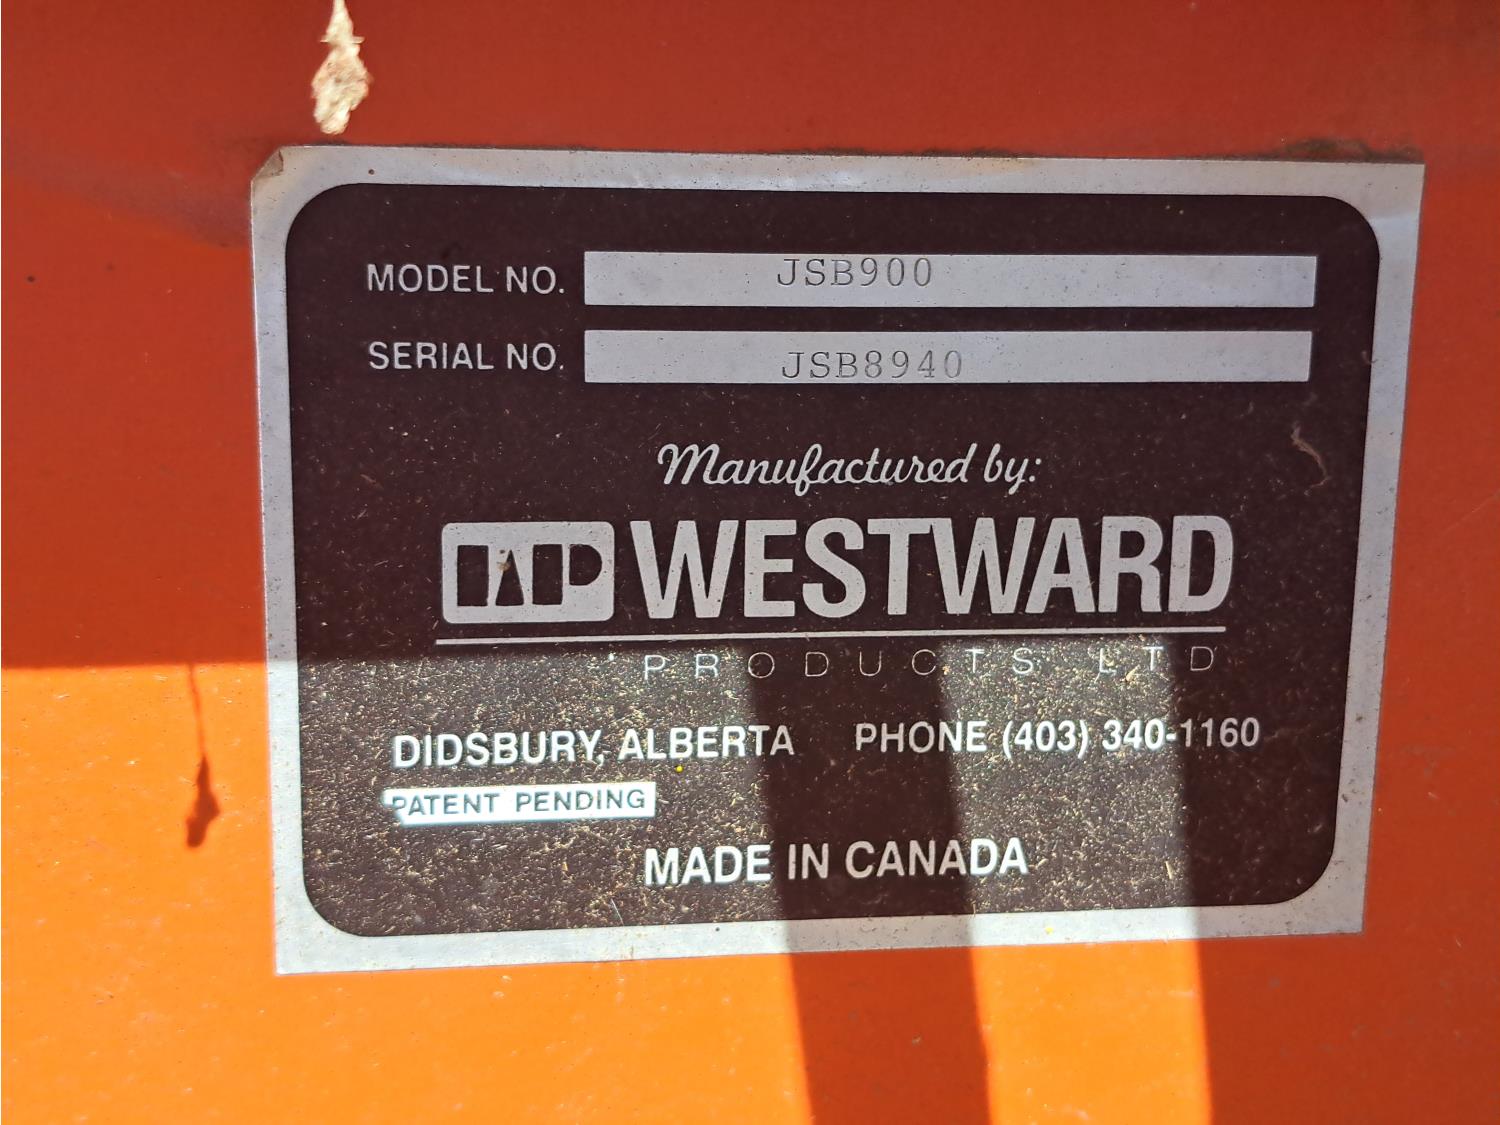 MODEL NO. JSB900
SERIAL NO. JSB8940
Manufactured by:
WP WESTWARD
PRODUCTS LTD
DIDSBURY, ALBERTA PHONE (403) 340-1160
PATENT PENDING
MADE IN CANADA